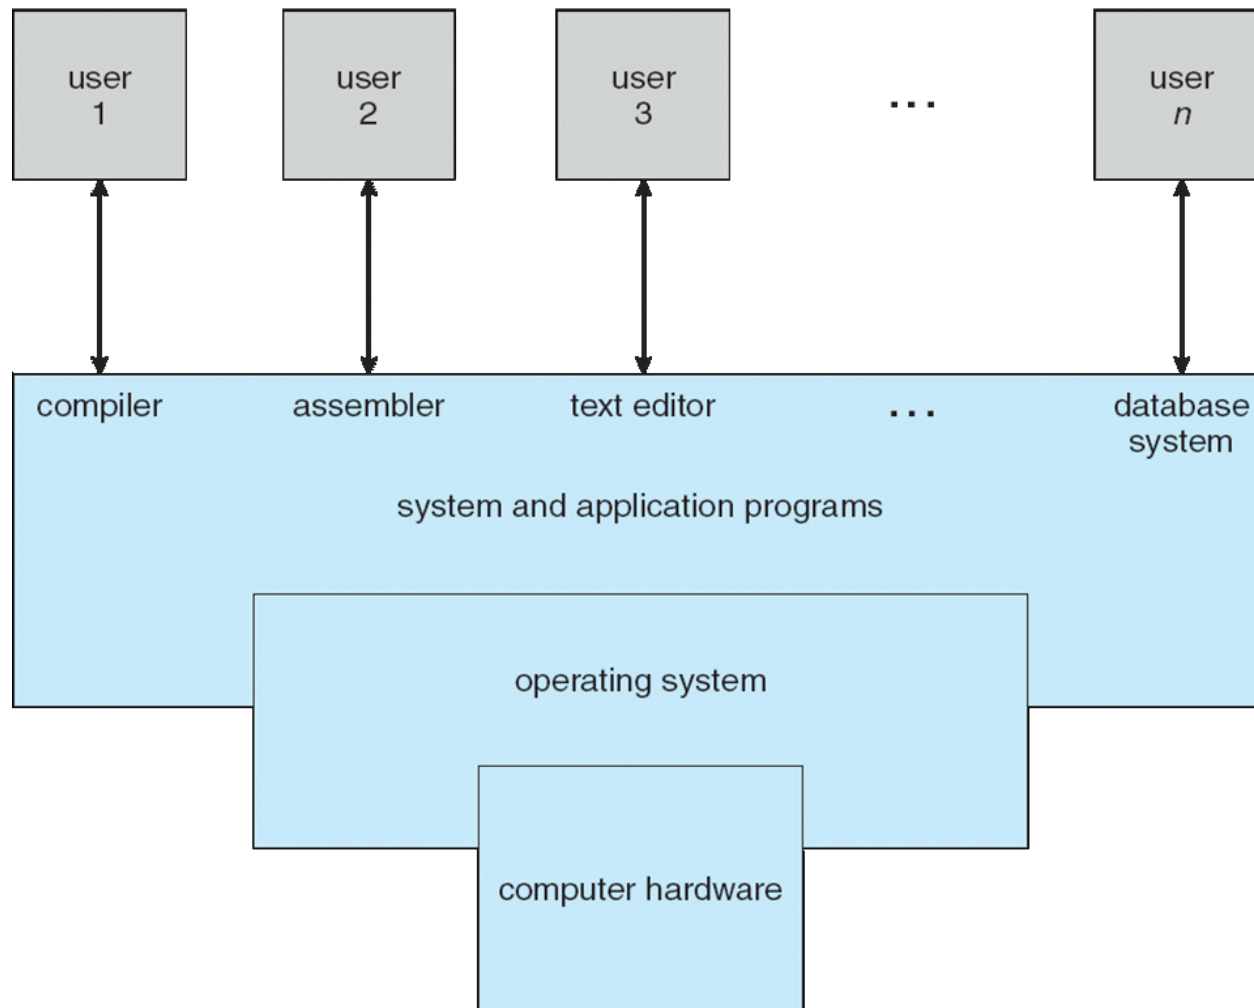 user
1
user
2
user
3
...
user
n
compiler
assembler
text editor
...
database
system
system and application programs
operating system
computer hardware